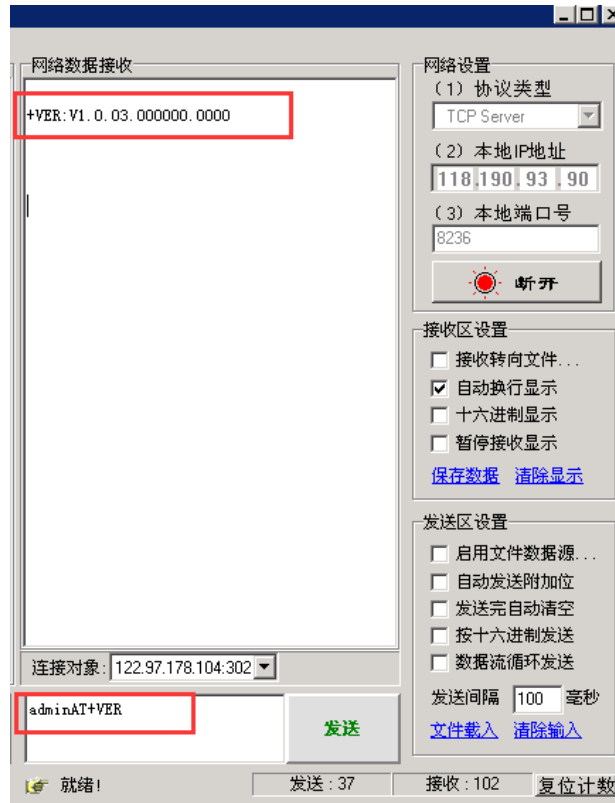 网络数据接收
+VER:V1.0.03.000000.0000
连接对象: 122.97.178.104:302
adminAT+VER
发送
网络设置
(1) 协议类型
TCP Server
(2) 本地IP地址
118.190.93.90
(3) 本地端口号
8236
断开
接收区设置
接收转向文件...
自动换行显示
十六进制显示
暂停接收显示
保存数据 清除显示
发送区设置
启用文件数据源...
自动发送附加位
发送完自动清空
按十六进制发送
数据流循环发送
发送间隔 100 毫秒
文件载入 清除输入
就绪! 发送:37 接收:102 复位计数